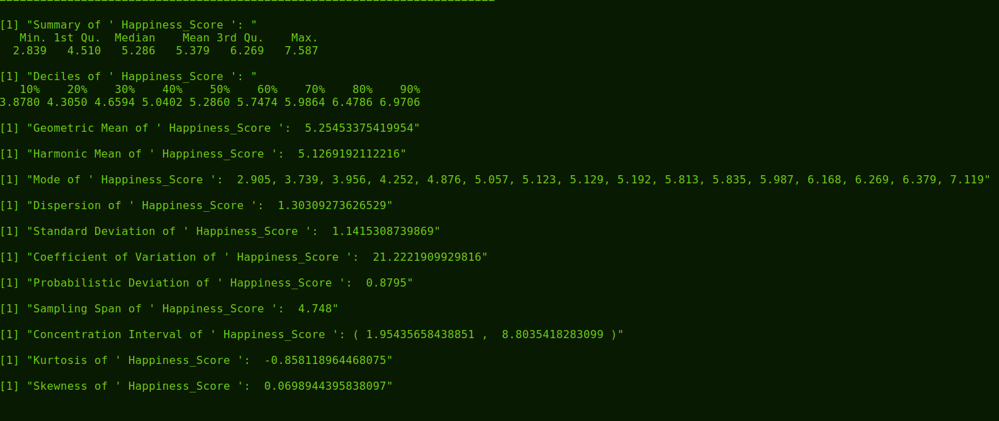 [1] "Summary of ' Happiness_Score ': "
   Min. 1st Qu.  Median    Mean 3rd Qu.    Max.
  2.839   4.510   5.286   5.379   6.269   7.587
[1] "Deciles of ' Happiness_Score ': "
   10%    20%    30%    40%    50%    60%    70%    80%    90%
3.8780 4.3050 4.6594 5.0402 5.2860 5.7474 5.9864 6.4786 6.9706
[1] "Geometric Mean of ' Happiness_Score ':  5.25453375419954"
[1] "Harmonic Mean of ' Happiness_Score ':  5.1269192112216"
[1] "Mode of ' Happiness_Score ':  2.905, 3.739, 3.956, 4.252, 4.876, 5.057, 5.123, 5.129, 5.192, 5.813, 5.835, 5.987, 6.168, 6.269, 6.379, 7.119"
[1] "Dispersion of ' Happiness_Score ':  1.30309273626529"
[1] "Standard Deviation of ' Happiness_Score ':  1.1415308739869"
[1] "Coefficient of Variation of ' Happiness_Score ':  21.2221909929816"
[1] "Probabilistic Deviation of ' Happiness_Score ':  0.8795"
[1] "Sampling Span of ' Happiness_Score ':  4.748"
[1] "Concentration Interval of ' Happiness_Score ': ( 1.95435658438851 ,  8.8035418283099 )"
[1] "Kurtosis of ' Happiness_Score ':  -0.858118964468075"
[1] "Skewness of ' Happiness_Score ':  0.0698944395838097"